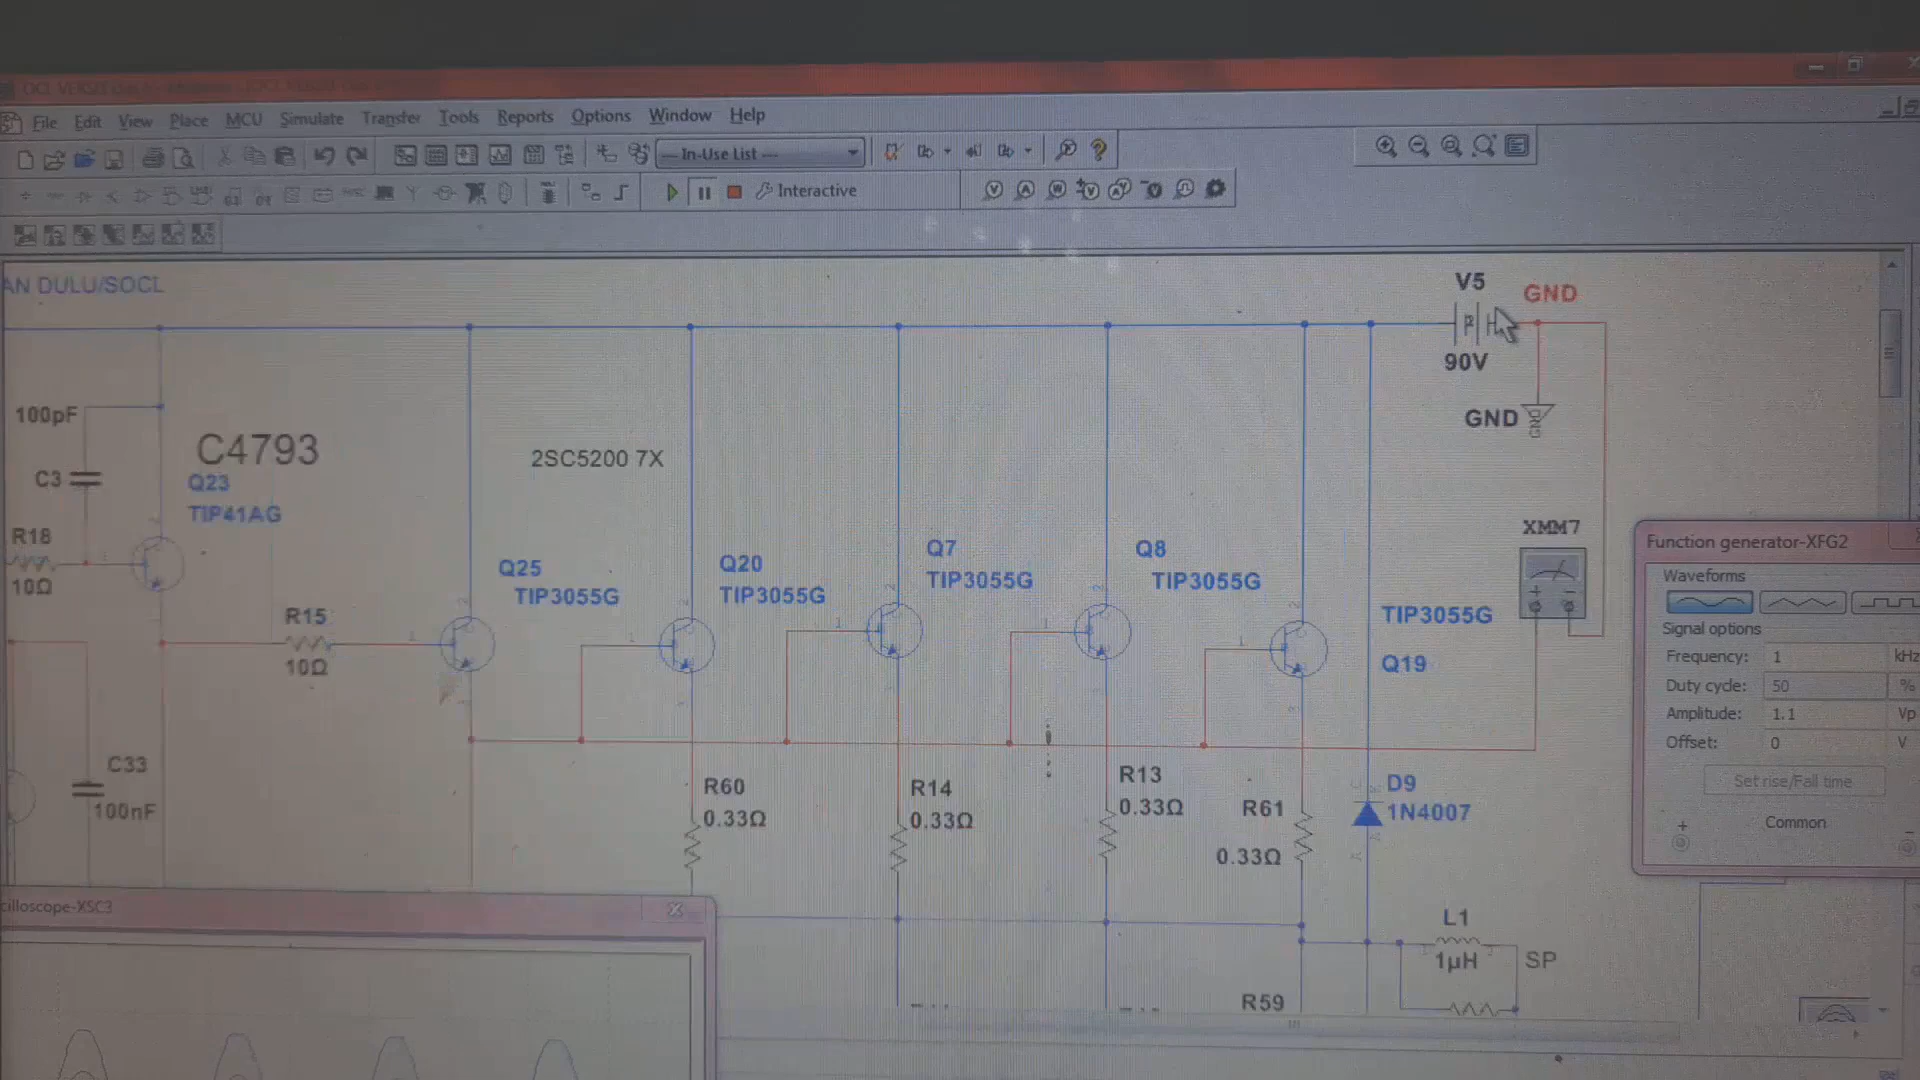 File Edit View Place MCU Simulate Transfer Tools Reports Options Window Help
--- In-Use List ---
Interactive
AN DULU/SOCL
V5
GND
90V
GND
100pF
C3
C4793
Q23
TIP41AG
2SC5200 7X
R18
10Ω
R15
10Ω
Q25
TIP3055G
Q20
TIP3055G
Q7
TIP3055G
Q8
TIP3055G
TIP3055G
Q19
XMM7
C33
100nF
R60
0.33Ω
R14
0.33Ω
R13
0.33Ω
R61
0.33Ω
D9
1N4007
L1
1µH
SP
R59
Function generator-XFG2
Waveforms
Signal options
Frequency: 1 kHz
Duty cycle: 50 %
Amplitude: 1.1 Vp
Offset: 0 V
Set rise/Fall time
+ Common −
cilloscope-XSC3